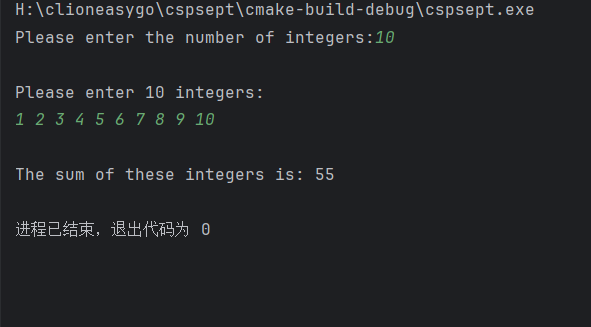 H:\clioneasygo\cspsept\cmake-build-debug\cspsept.exe
Please enter the number of integers:10
Please enter 10 integers:
1 2 3 4 5 6 7 8 9 10
The sum of these integers is: 55
进程已结束，退出代码为 0